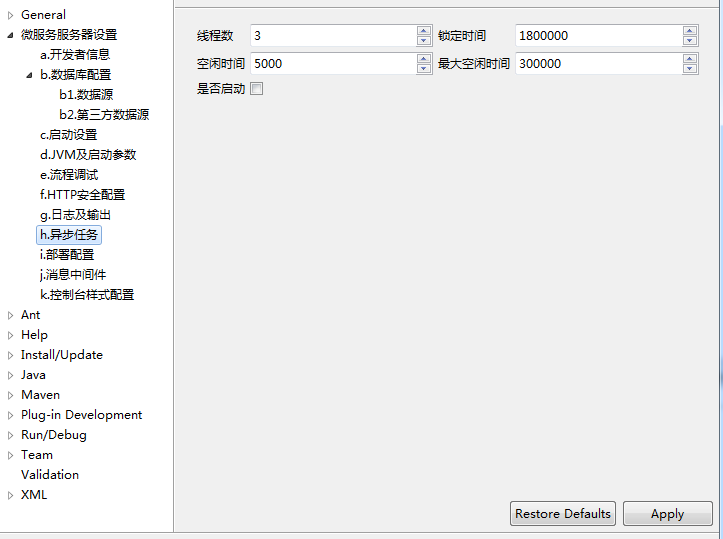 General
微服务服务器设置
a.开发者信息
b.数据库配置
b1.数据源
b2.第三方数据源
c.启动设置
d.JVM及启动参数
e.流程调试
f.HTTP安全配置
g.日志及输出
h.异步任务
i.部署配置
j.消息中间件
k.控制台样式配置
Ant
Help
Install/Update
Java
Maven
Plug-in Development
Run/Debug
Team
Validation
XML
线程数 3 锁定时间 1800000
空闲时间 5000 最大空闲时间 300000
是否启动
Restore Defaults Apply